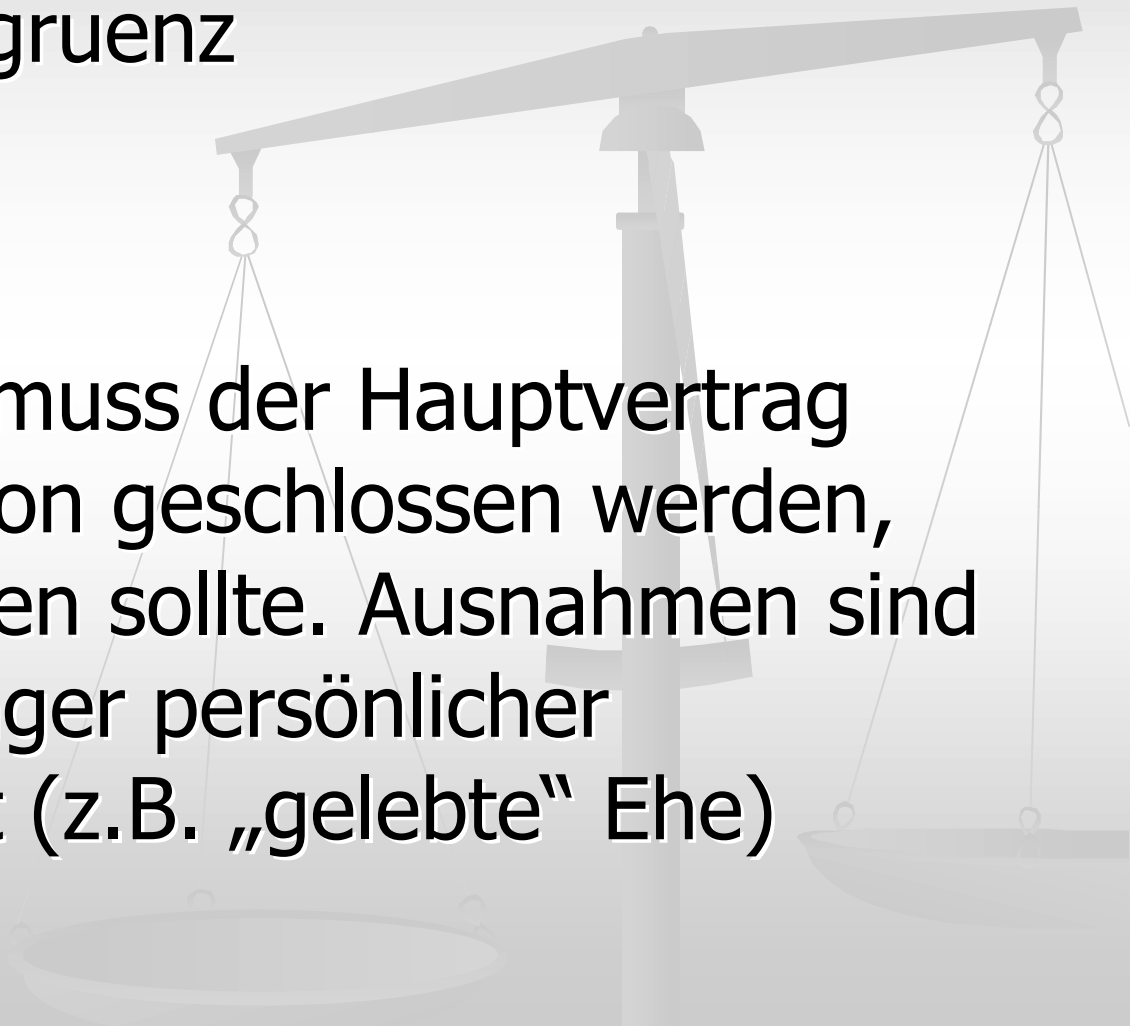 gruenz
muss der Hauptvertrag
on geschlossen werden,
en sollte. Ausnahmen sind
ger persönlicher
(z.B. „gelebte“ Ehe)